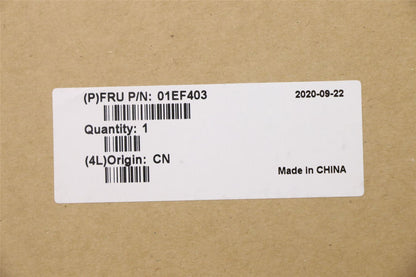 (P)FRU P/N: 01EF403 2020-09-22
Quantity: 1
(4L)Origin: CN
Made in CHINA